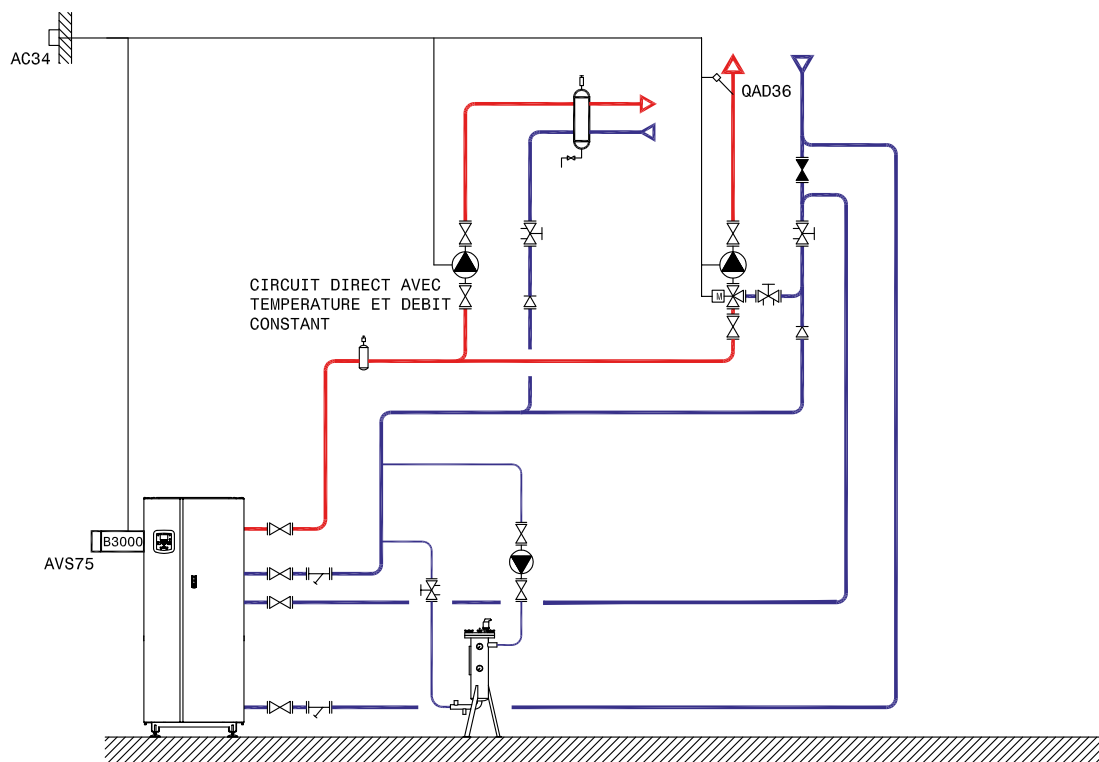 AC34
QAD36
CIRCUIT DIRECT AVEC
TEMPERATURE ET DEBIT
CONSTANT
M
B3000
AVS75